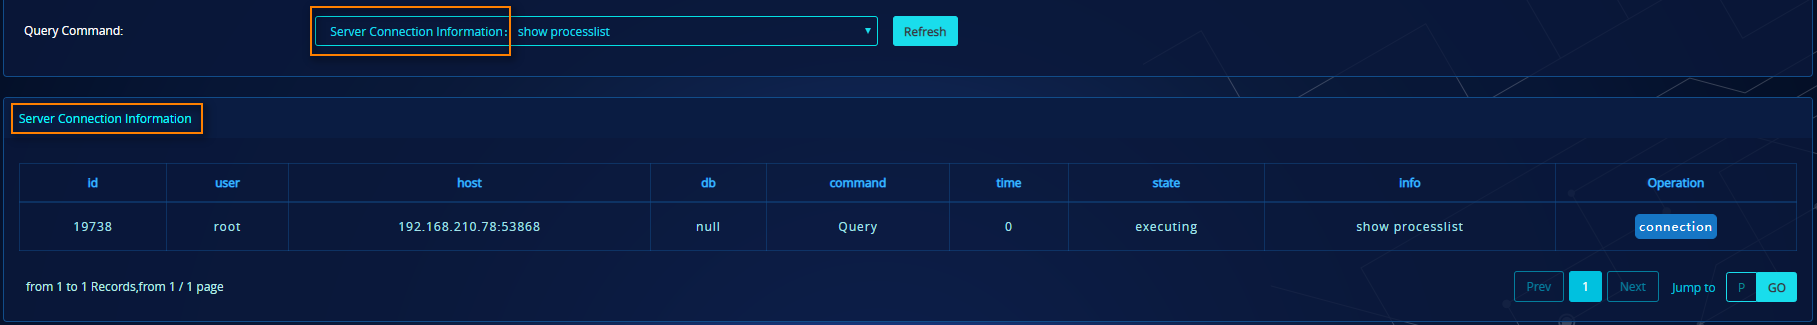 Query Command: Server Connection Information: show processlist ▾ Refresh
Server Connection Information
id user host db command time state info Operation
19738 root 192.168.210.78:53868 null Query 0 executing show processlist connection
from 1 to 1 Records,from 1 / 1 page Prev 1 Next Jump to P GO